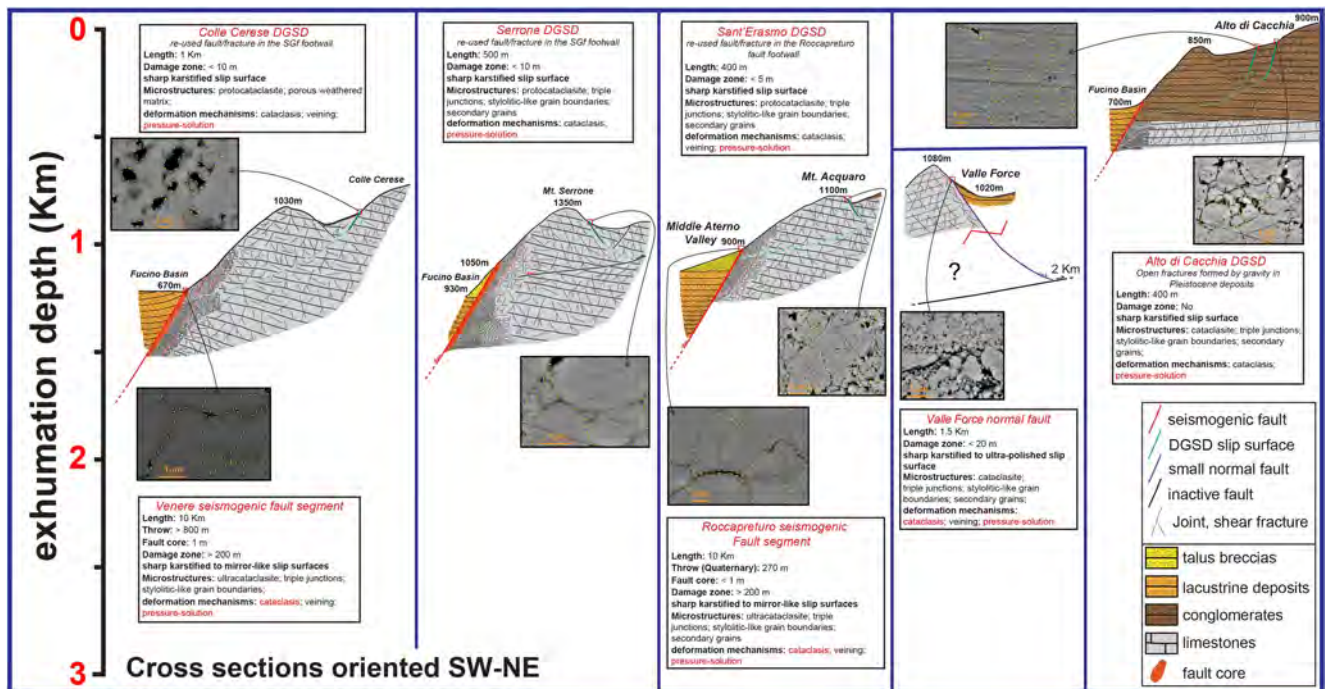 exhumation depth (Km)
0
1
2
3
Colle Cerese DGSD
re-used fault/fracture in the SGf footwall
Length: 1 Km
Damage zone: < 10 m
sharp karstified slip surface
Microstructures: protocataclasite; porous weathered
matrix;
deformation mechanisms: cataclasis; veining;
pressure-solution
Colle Cerese
1030m
Fucino Basin
670m
Venere seismogenic fault segment
Length: 10 Km
Throw: > 800 m
Fault core: 1 m
Damage zone: > 200 m
sharp karstified to mirror-like slip surfaces
Microstructures: ultracataclasite; triple junctions;
stylolitic-like grain boundaries;
deformation mechanisms: cataclasis; veining;
pressure-solution
Cross sections oriented SW-NE
Serrone DGSD
re-used fault/fracture in the SGf footwall
Length: 500 m
Damage zone: < 10 m
sharp karstified slip surface
Microstructures: protocataclasite; triple
junctions; stylolitic-like grain boundaries;
secondary grains
deformation mechanisms: cataclasis;
pressure-solution
Mt. Serrone
1350m
1050m
Fucino Basin
930m
Sant'Erasmo DGSD
re-used fault/fracture in the Roccapreturo
fault footwall
Length: 400 m
Damage zone: < 5 m
sharp karstified slip surface
Microstructures: protocataclasite; triple
junctions; stylolitic-like grain boundaries;
secondary grains
deformation mechanisms: cataclasis;
veining; pressure-solution
Mt. Acquaro
1100m
Middle Aterno
Valley
900m
Roccapreturo seismogenic
Fault segment
Length: 10 Km
Throw (Quaternary): 270 m
Fault core: < 1 m
Damage zone: > 200 m
sharp karstified to mirror-like slip surfaces
Microstructures: ultracataclasite; triple
junctions; stylolitic-like grain boundaries;
secondary grains
deformation mechanisms: cataclasis; veining;
pressure-solution
1080m
Valle Force
1020m
?
2 Km
Valle Force normal fault
Length: 1.5 Km
Damage zone: < 20 m
sharp karstified to ultra-polished slip
surface
Microstructures: cataclasite;
triple junctions; stylolitic-like grain
boundaries; secondary grains;
deformation mechanisms:
cataclasis; veining; pressure-solution
Alto di Cacchia
900m
850m
Fucino Basin
700m
Alto di Cacchia DGSD
Open fractures formed by gravity in
Pleistocene deposits
Length: 400 m
Damage zone: No
sharp karstified slip surface
Microstructures: cataclasite; triple junctions;
stylolitic-like grain boundaries; secondary
grains;
deformation mechanisms: cataclasis;
pressure-solution
seismogenic fault
DGSD slip surface
small normal fault
inactive fault
Joint, shear fracture
talus breccias
lacustrine deposits
conglomerates
limestones
fault core